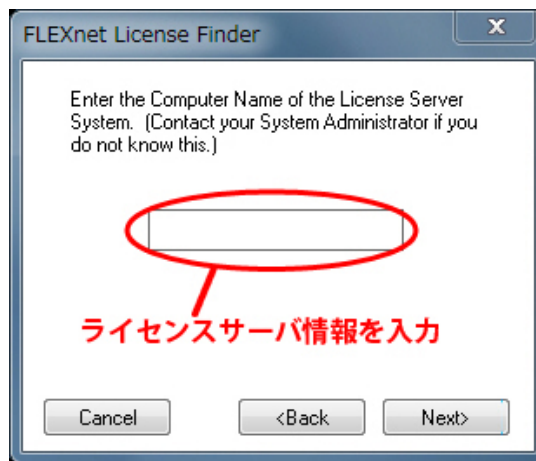 FLEXnet License Finder
X
Enter the Computer Name of the License Server
System. (Contact your System Administrator if you
do not know this.)
ライセンスサーバ情報を入力
Cancel
<Back
Next>